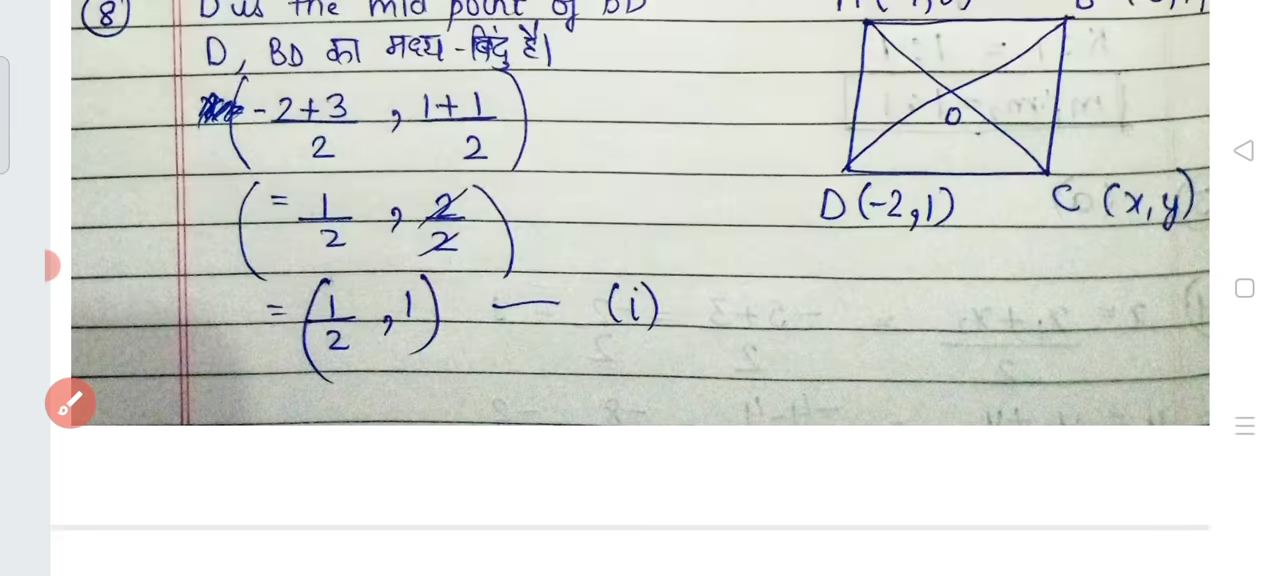 (8) D is the mid point of BD
D, BD का मध्य-बिंदु है।
(-2+3/2, 1+1/2)
(= 1/2, 2/2)
= (1/2, 1) — (i)
O
D(-2,1) C (x,y)